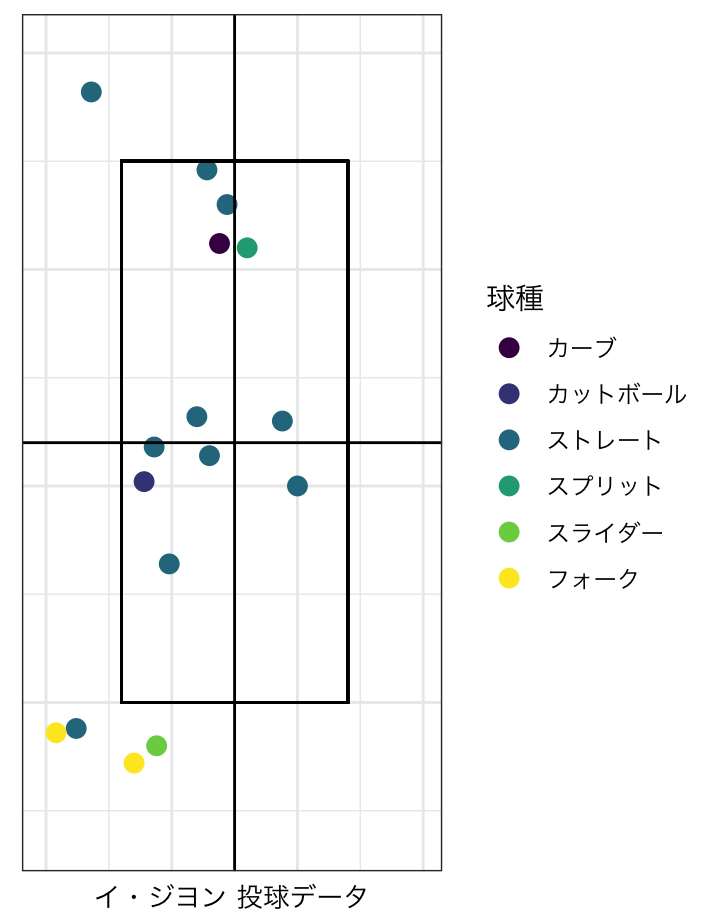 球種
カーブ
カットボール
ストレート
スプリット
スライダー
フォーク
イ・ジヨン 投球データ